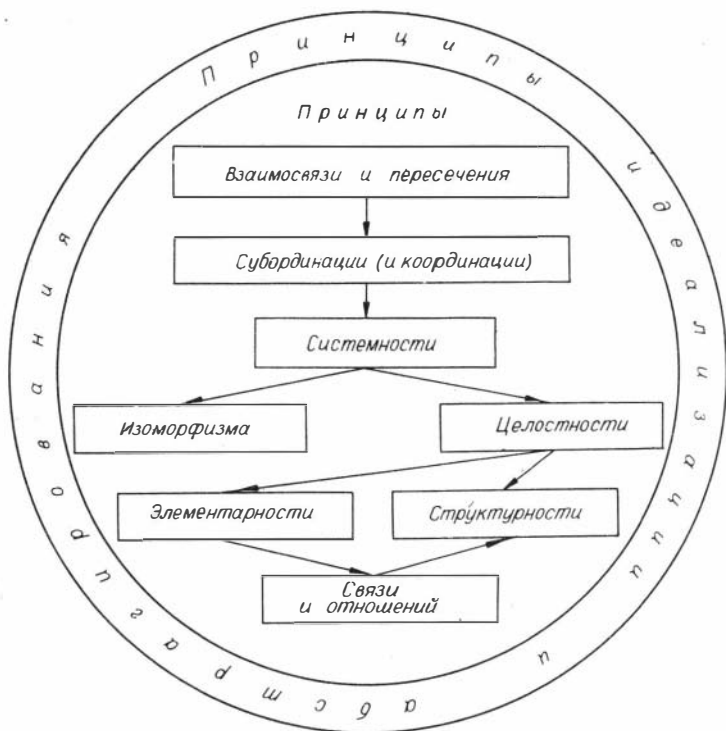 Принципы идеализации и абстрагирования
Принципы
Взаимосвязи и пересечения
Субординации (и координации)
Системности
Изоморфизма
Целостности
Элементарности
Структурности
Связи
и отношений